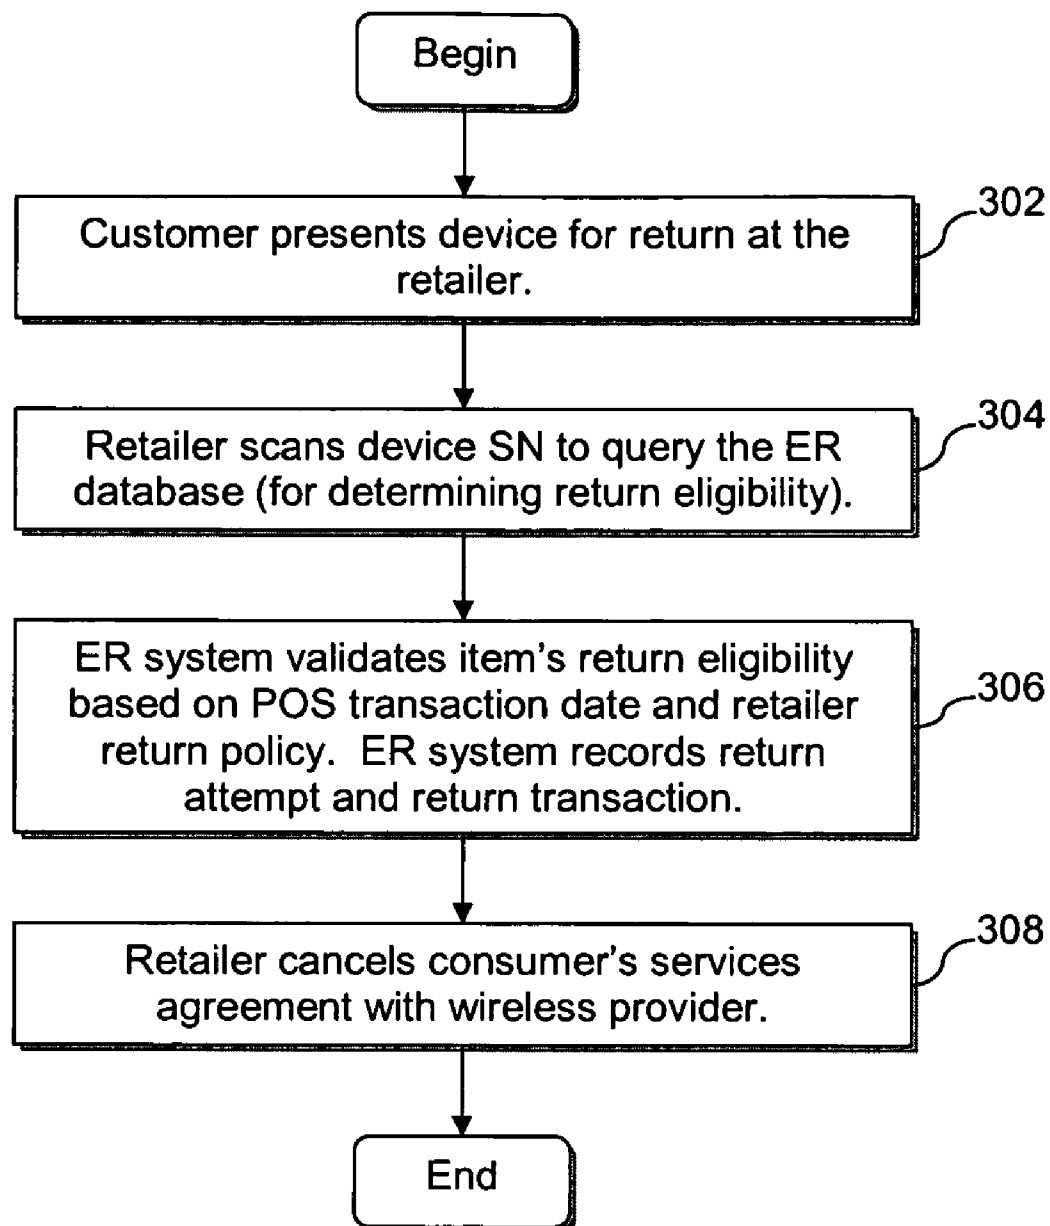 Begin
302
Customer presents device for return at the
retailer.
304
Retailer scans device SN to query the ER
database (for determining return eligibility).
ER system validates item's return eligibility
based on POS transaction date and retailer
return policy.  ER system records return
attempt and return transaction.
306
308
Retailer cancels consumer's services
agreement with wireless provider.
End